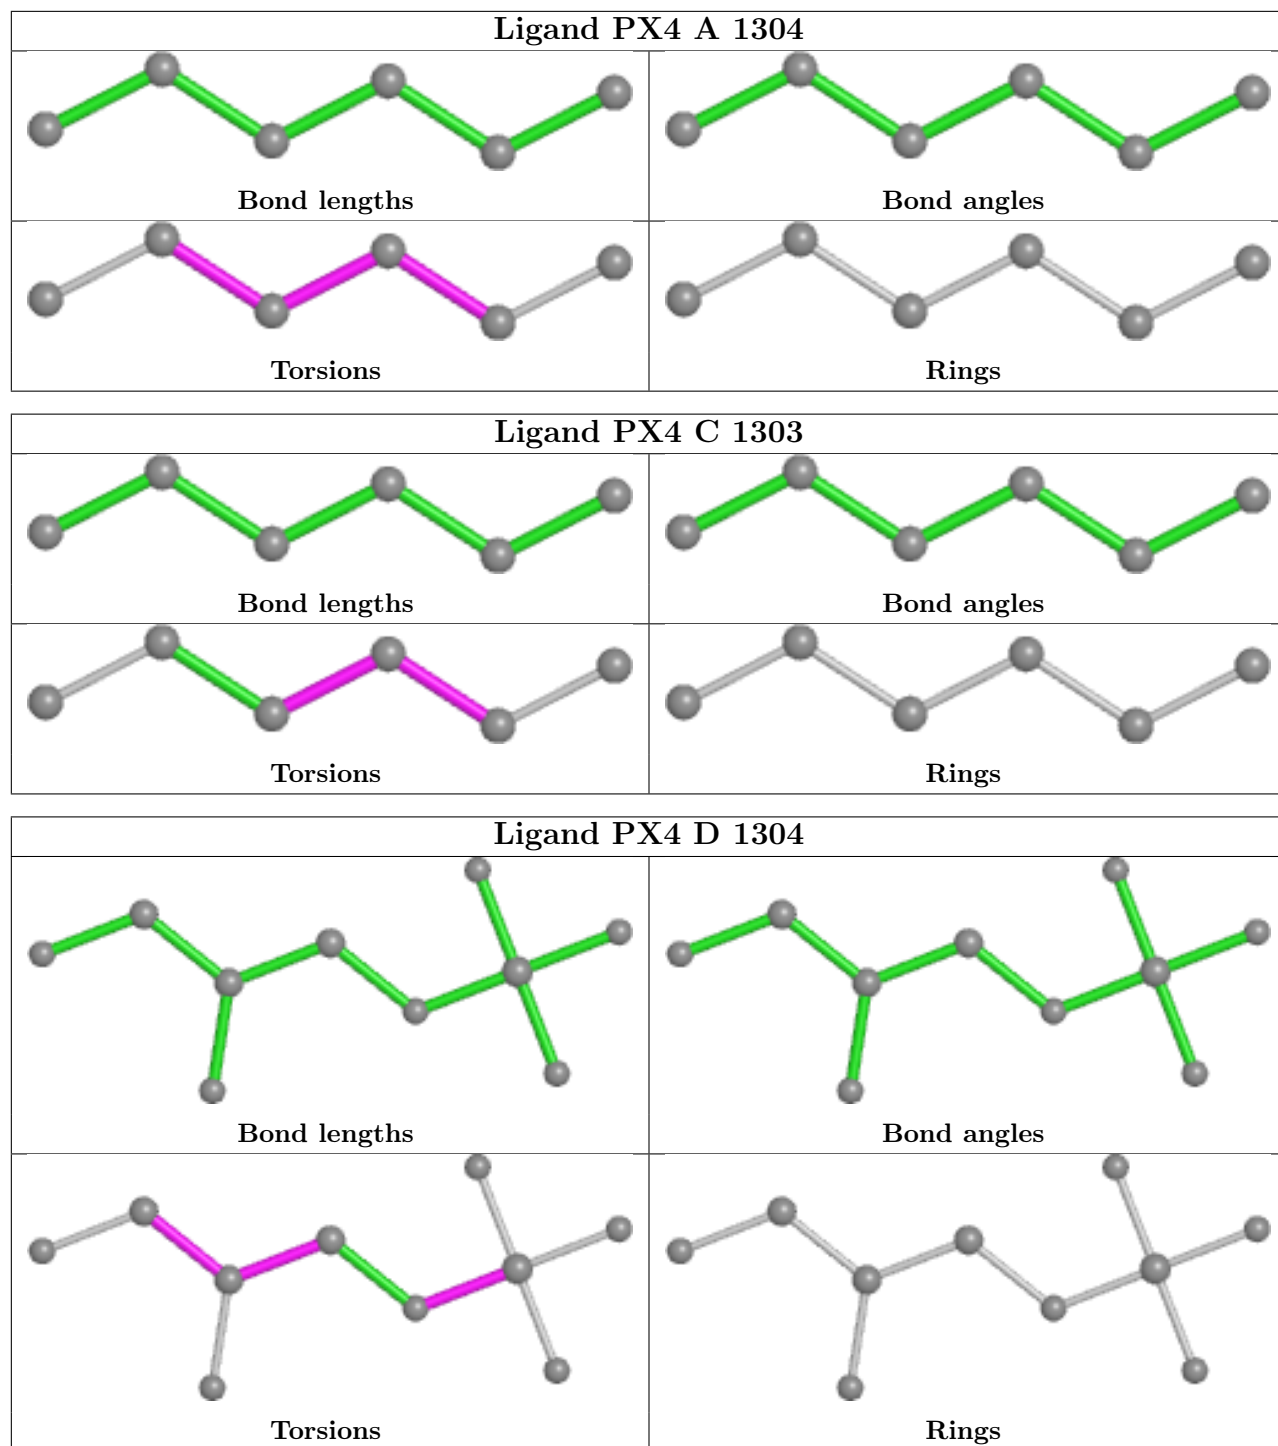 Ligand PX4 A 1304
Bond lengths
Bond angles
Torsions
Rings
Ligand PX4 C 1303
Bond lengths
Bond angles
Torsions
Rings
Ligand PX4 D 1304
Bond lengths
Bond angles
Torsions
Rings